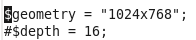 $geometry = "1024x768";
#$depth = 16;